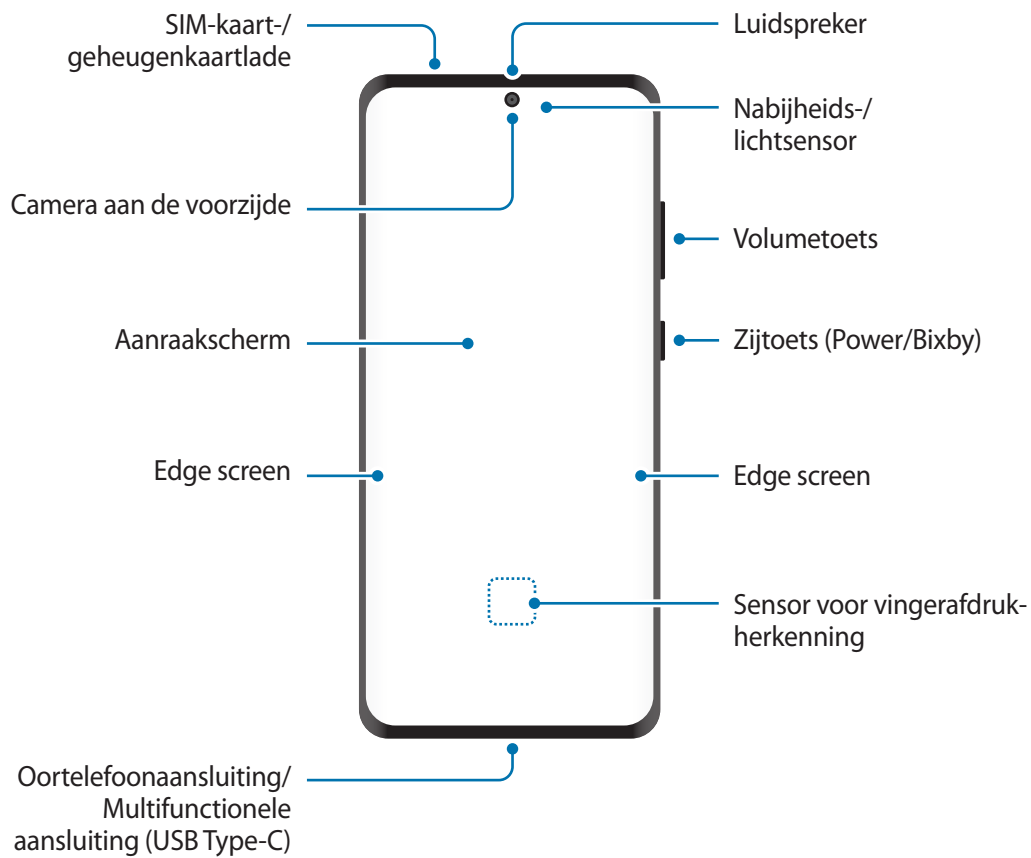 SIM-kaart-/
geheugenkaartlade
Luidspreker
Nabijheids-/
lichtsensor
Camera aan de voorzijde
Volumetoets
Aanraakscherm
Zijtoets (Power/Bixby)
Edge screen
Edge screen
Sensor voor vingerafdruk-
herkenning
Oortelefoonaansluiting/
Multifunctionele
aansluiting (USB Type-C)